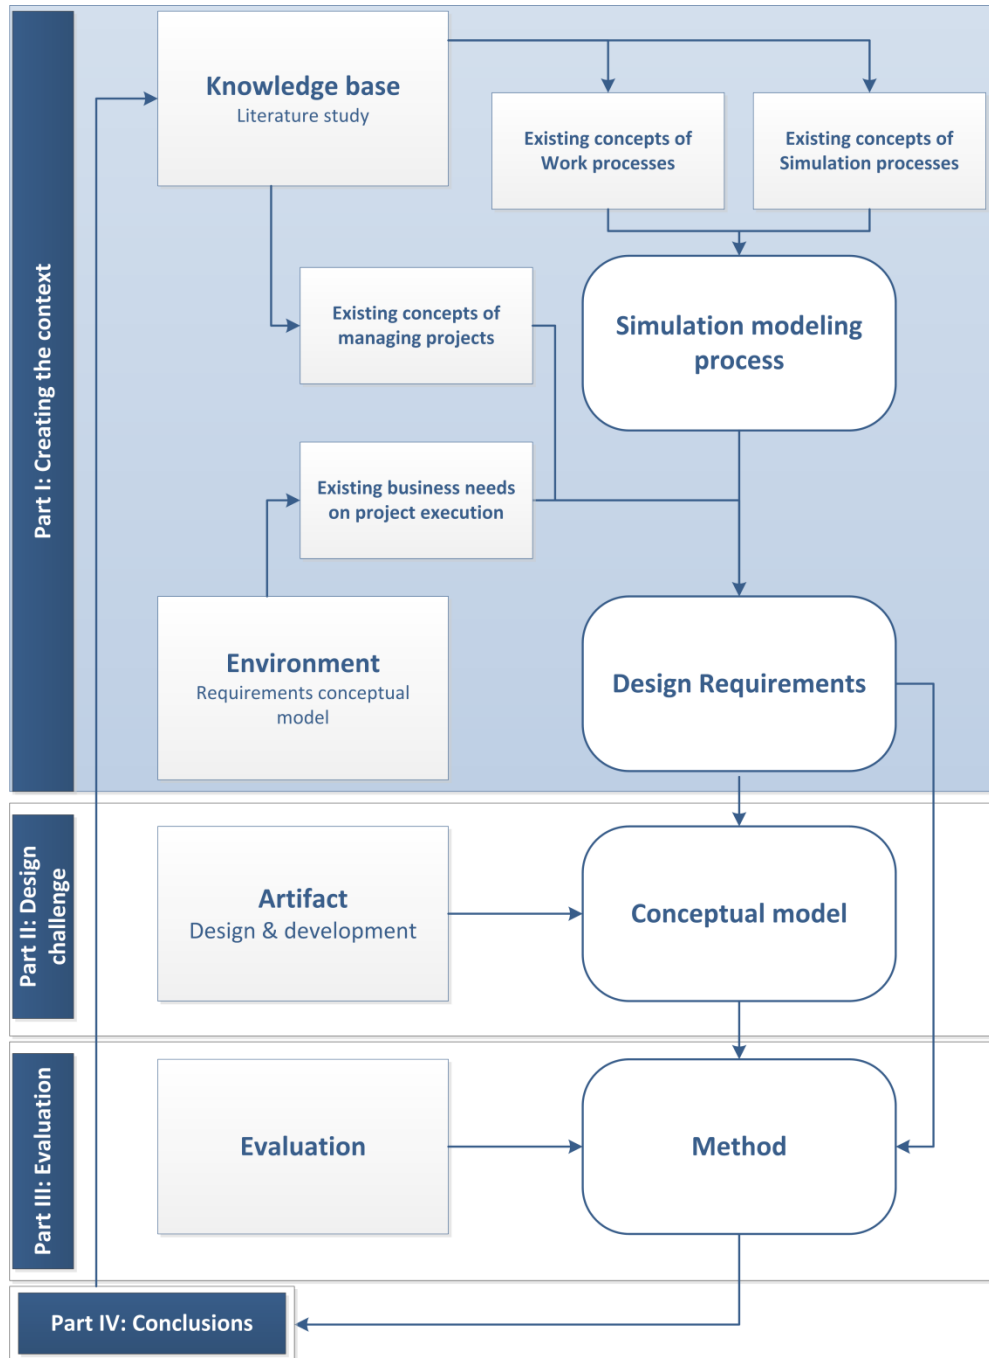 Part I: Creating the context
Knowledge base
Literature study
Existing concepts of
Work processes
Existing concepts of
Simulation processes
Existing concepts of
managing projects
Simulation modeling
process
Existing business needs
on project execution
Environment
Requirements conceptual
model
Design Requirements
Part II: Design
challenge
Artifact
Design & development
Conceptual model
Part III: Evaluation
Evaluation
Method
Part IV: Conclusions